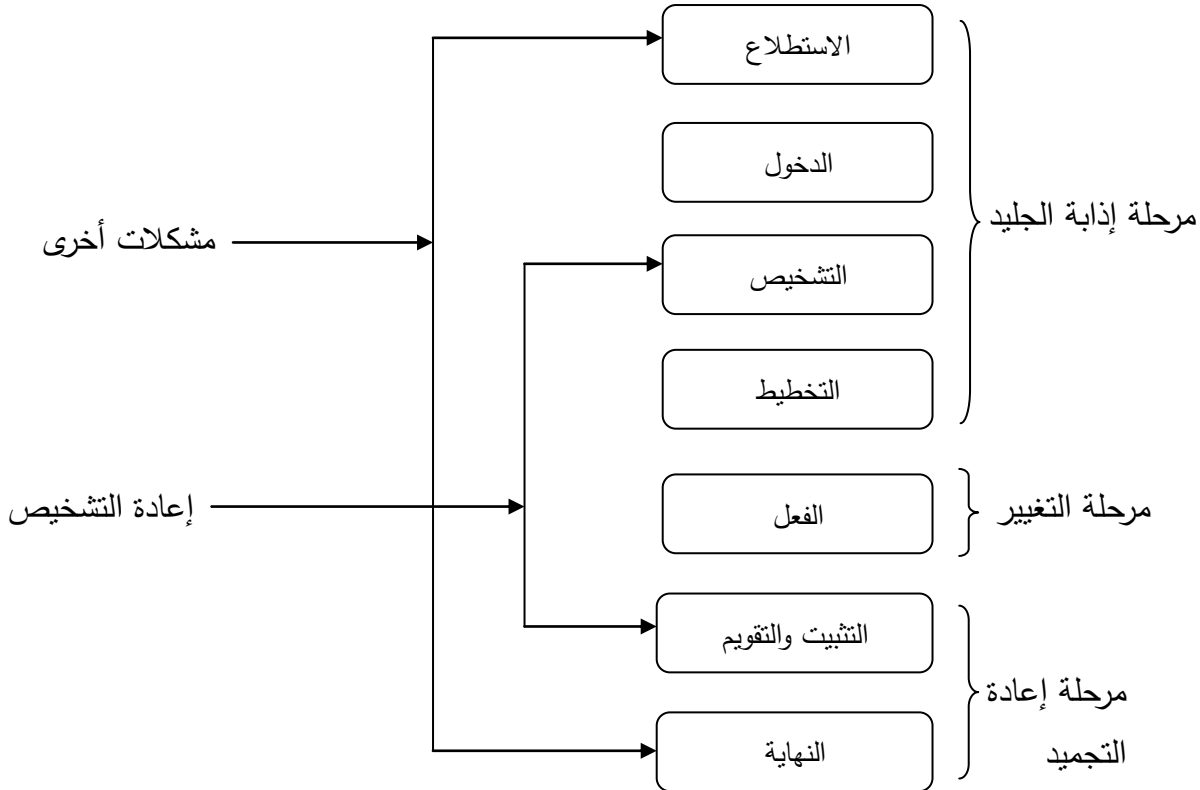 الاستطلاع
الدخول
مرحلة إذابة الجليد
مشكلات أخرى
التشخيص
التخطيط
مرحلة التغيير
الفعل
إعادة التشخيص
التثبيت والتقويم
مرحلة إعادة
التجميد
النهاية